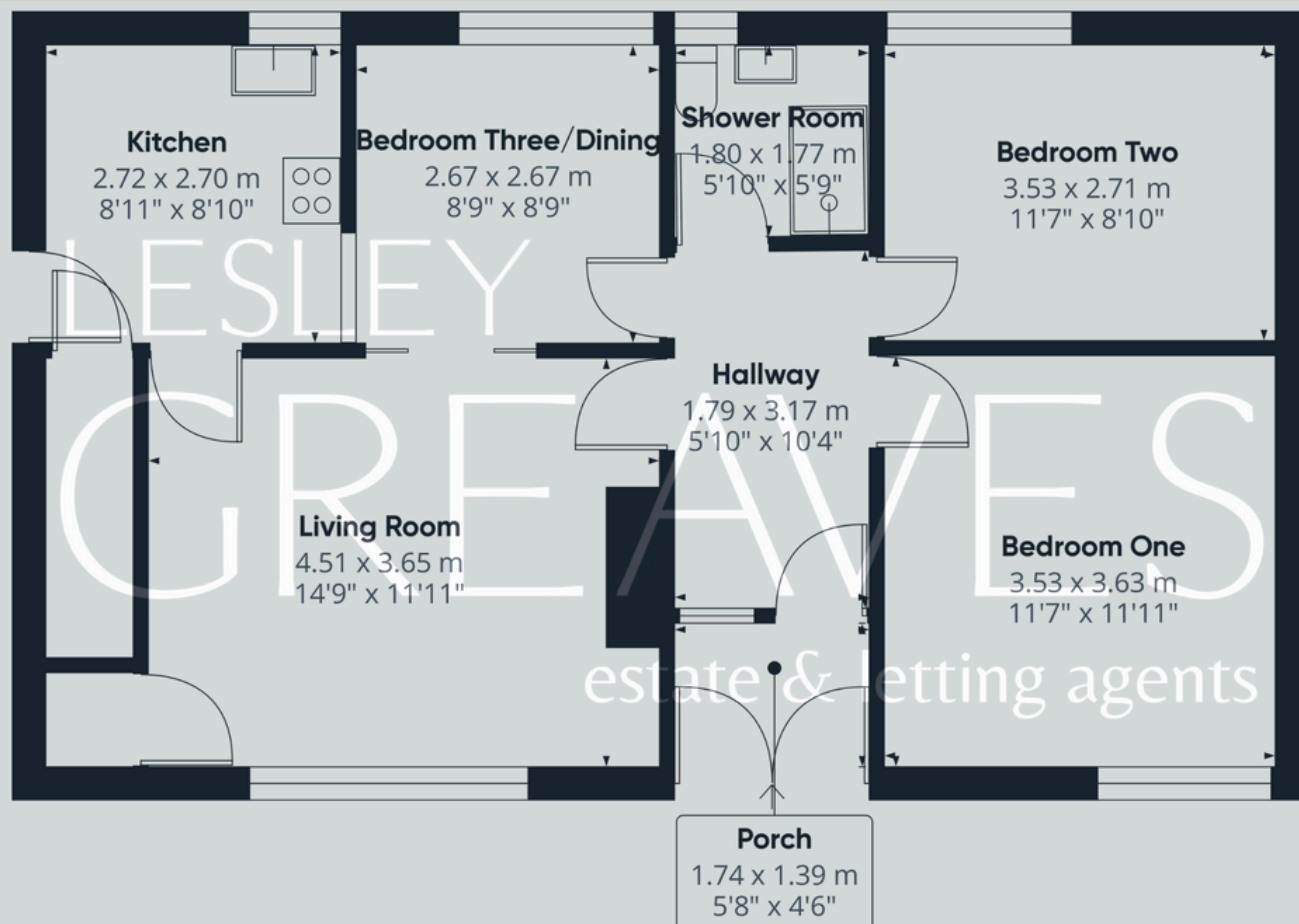 Kitchen
2.72 x 2.70 m
8'11" x 8'10"
Bedroom Three/Dining
2.67 x 2.67 m
8'9" x 8'9"
Shower Room
1.80 x 1.77 m
5'10" x 5'9"
Bedroom Two
3.53 x 2.71 m
11'7" x 8'10"
LESLEY
GREAVES
estate & letting agents
Hallway
1.79 x 3.17 m
5'10" x 10'4"
Living Room
4.51 x 3.65 m
14'9" x 11'11"
Bedroom One
3.53 x 3.63 m
11'7" x 11'11"
Porch
1.74 x 1.39 m
5'8" x 4'6"